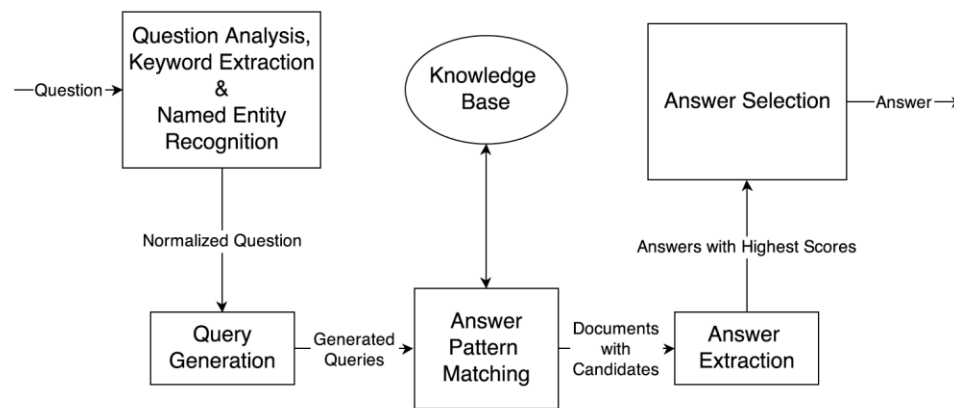 Question
Question Analysis,
Keyword Extraction
&
Named Entity
Recognition
Normalized Question
Query
Generation
Generated
Queries
Knowledge
Base
Answer
Pattern
Matching
Documents
with
Candidates
Answer
Extraction
Answers with Highest Scores
Answer Selection
Answer